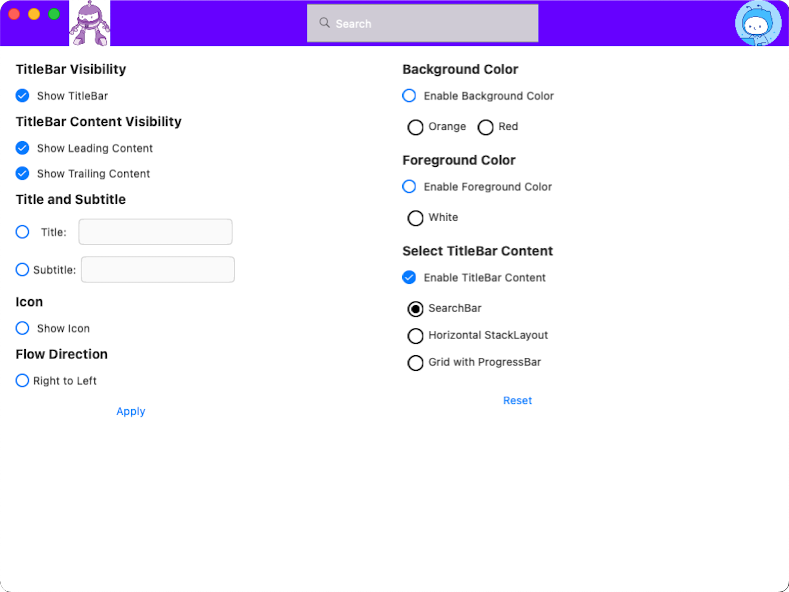 Search
TitleBar Visibility
Show TitleBar
TitleBar Content Visibility
Show Leading Content
Show Trailing Content
Title and Subtitle
Title:
Subtitle:
Icon
Show Icon
Flow Direction
Right to Left
Apply
Background Color
Enable Background Color
Orange Red
Foreground Color
Enable Foreground Color
White
Select TitleBar Content
Enable TitleBar Content
SearchBar
Horizontal StackLayout
Grid with ProgressBar
Reset